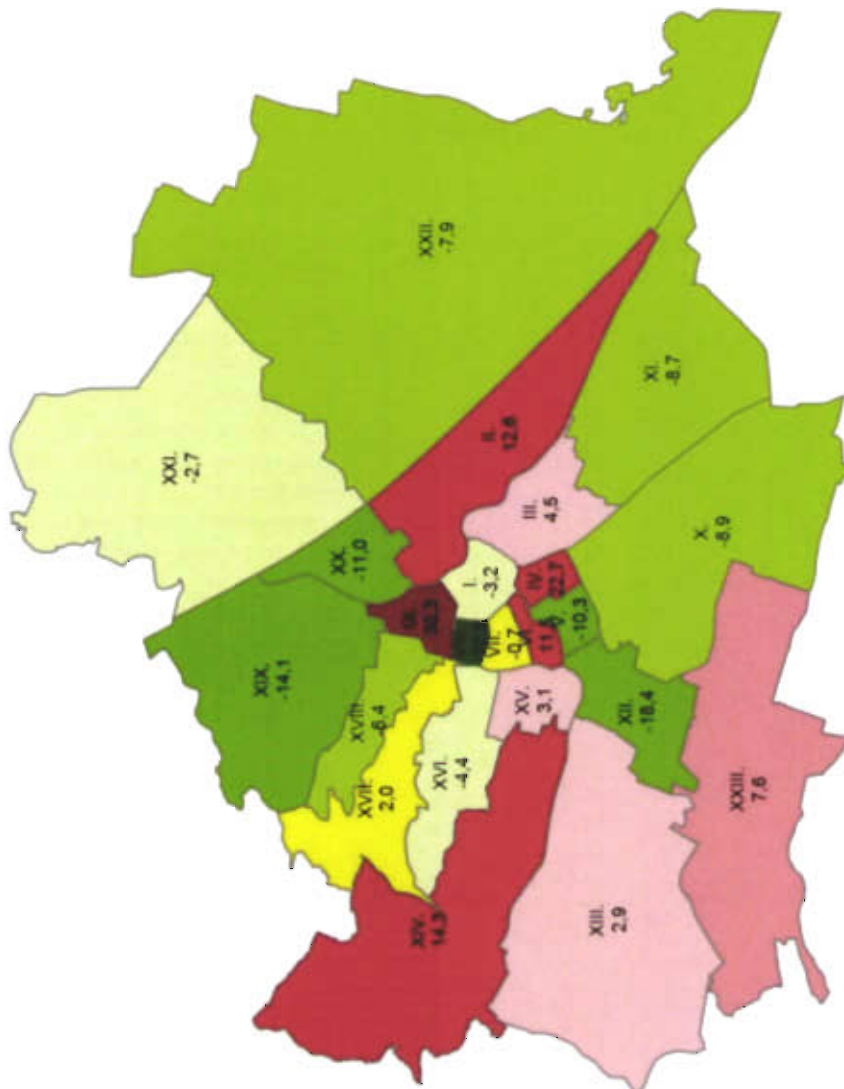 XXI.
-2,7
XXII.
-7,9
XX.
-11,0
XIX.
-14,1
II.
12,6
XVIII.
-6,4
XVII.
2,0
I.
-3,2
III.
4,5
XVI.
-4,4
VII.
-0,7
XV.
3,1
IV.
22,7
V.
-10,3
XIV.
14,3
XI.
-8,7
XII.
-18,4
X.
-8,9
XIII.
2,9
XXIII.
7,6